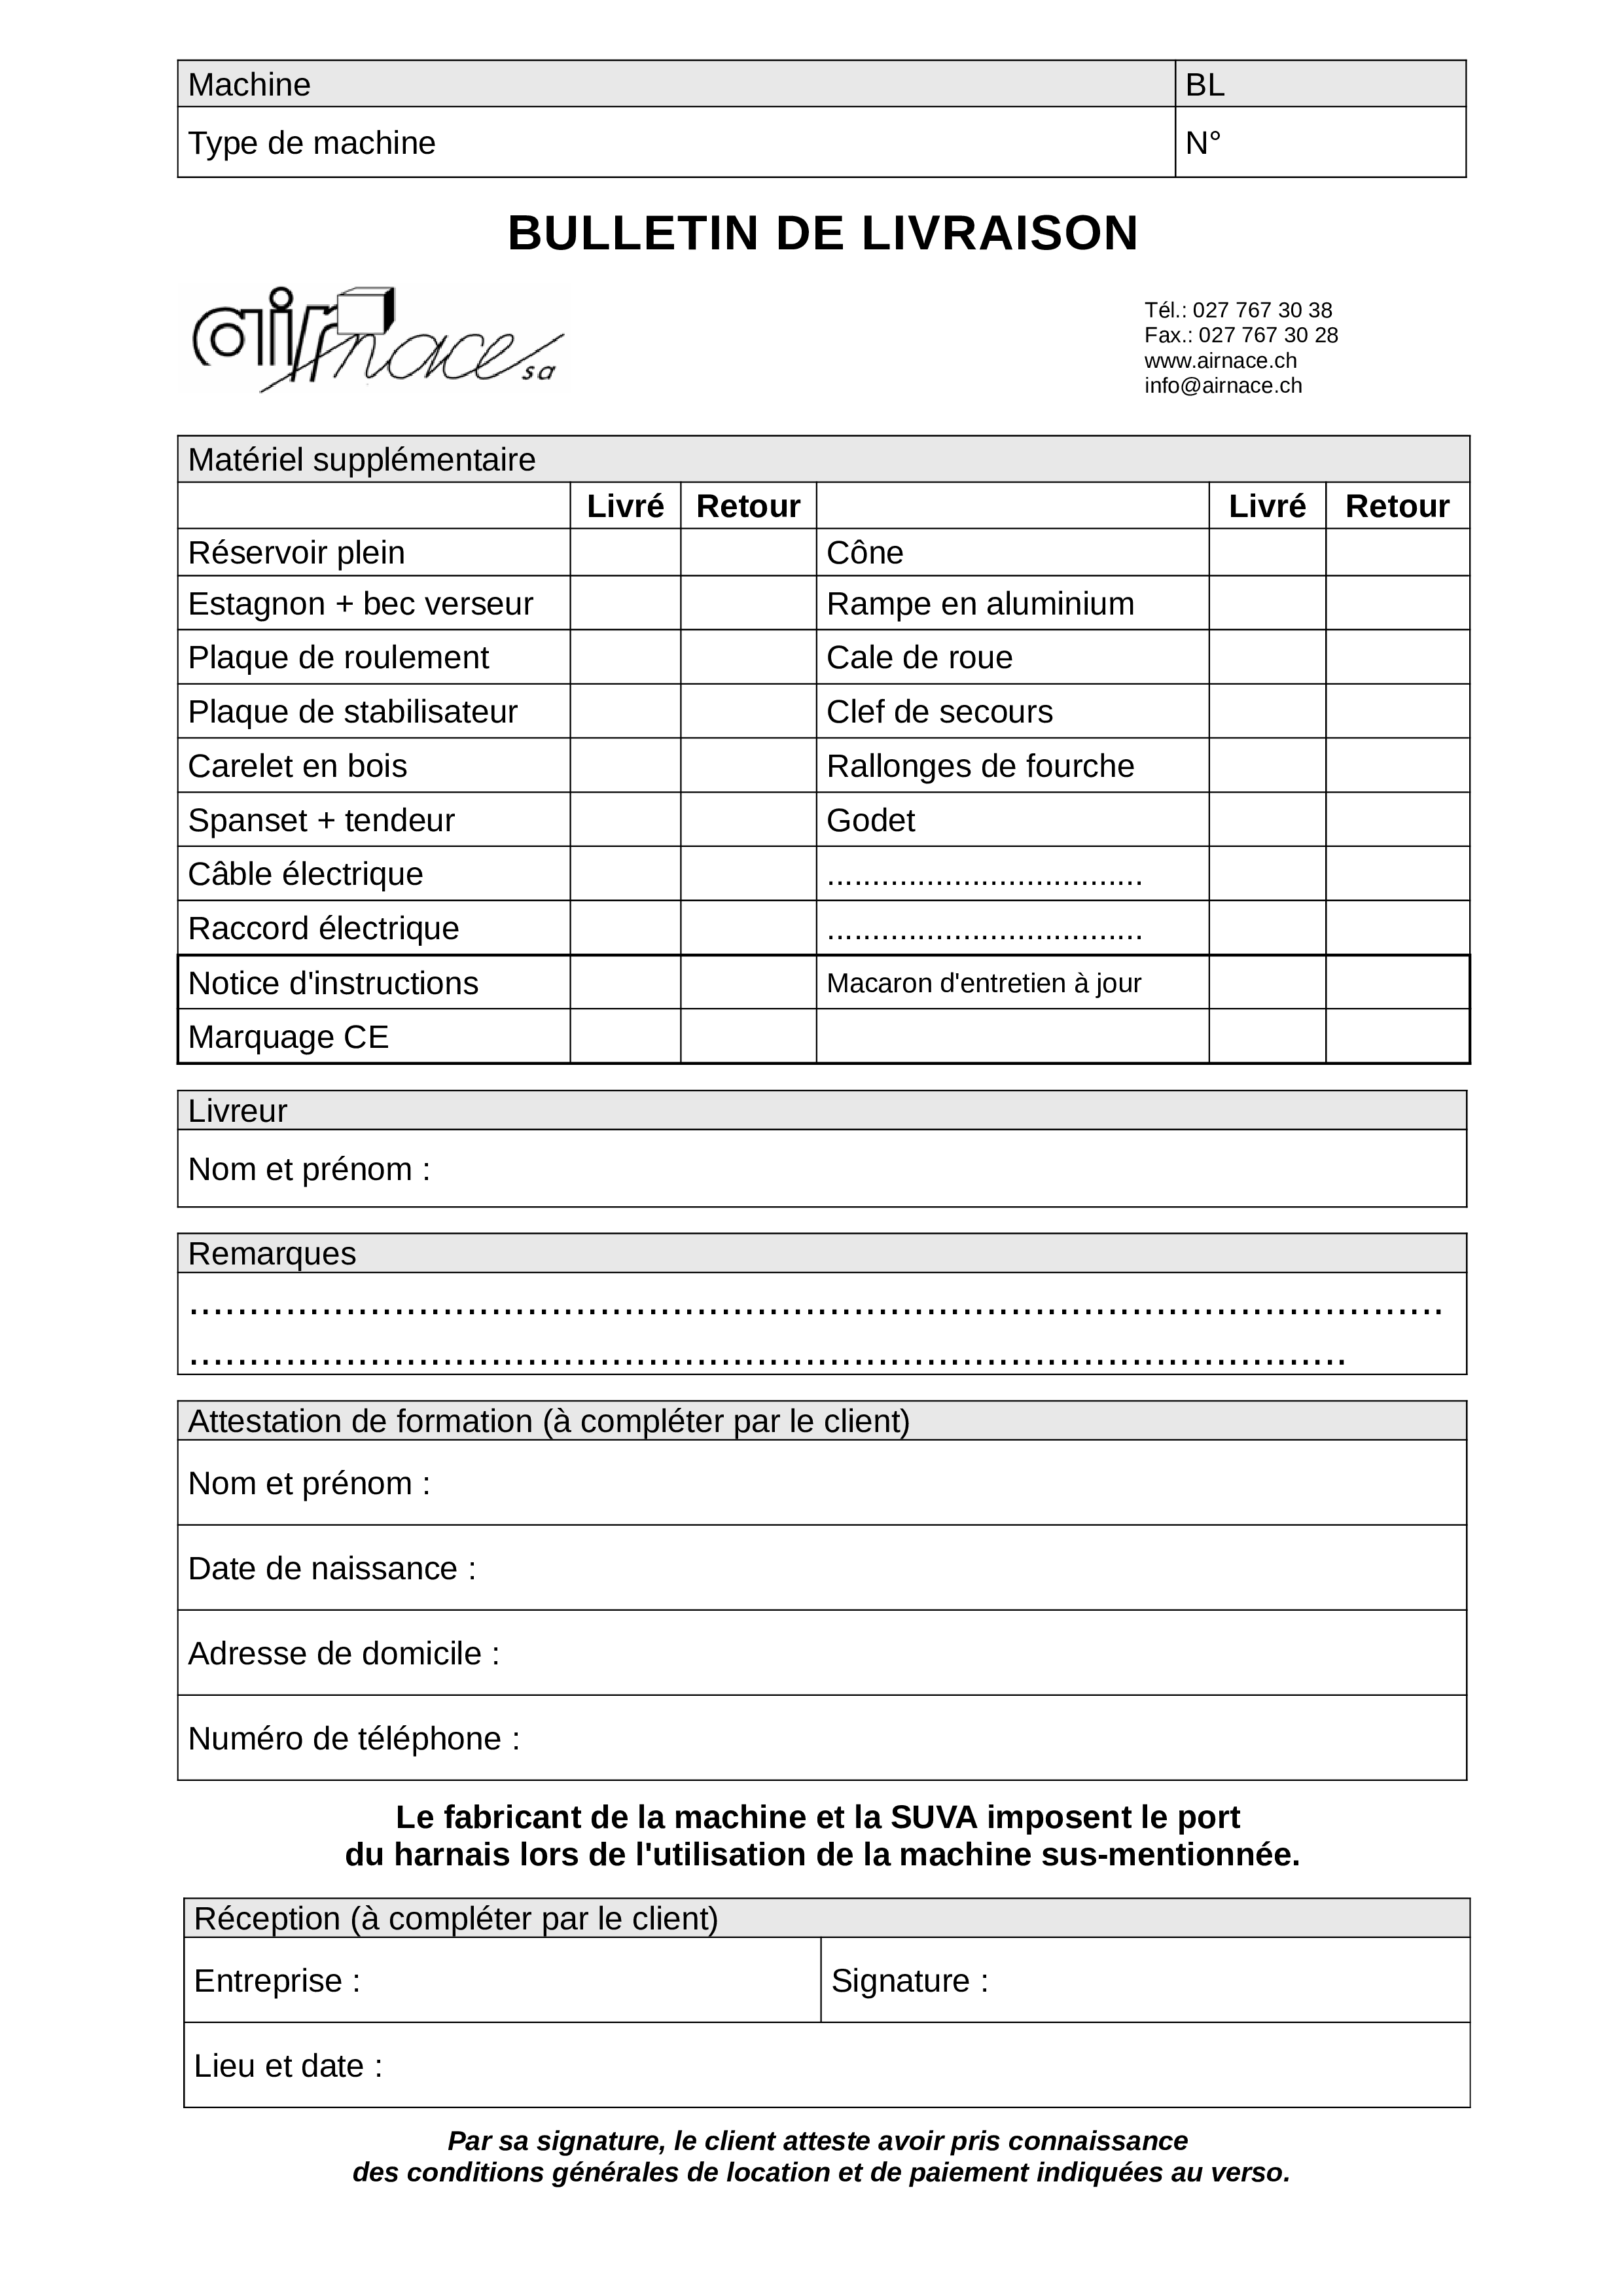 Machine BL
Type de machine N°
BULLETIN DE LIVRAISON
airnace sa
Tél.: 027 767 30 38
Fax.: 027 767 30 28
www.airnace.ch
info@airnace.ch
Matériel supplémentaire
Livré Retour Livré Retour
Réservoir plein Cône
Estagnon + bec verseur Rampe en aluminium
Plaque de roulement Cale de roue
Plaque de stabilisateur Clef de secours
Carelet en bois Rallonges de fourche
Spanset + tendeur Godet
Câble électrique ...................................
Raccord électrique ...................................
Notice d'instructions Macaron d'entretien à jour
Marquage CE
Livreur
Nom et prénom :
Remarques
........................................................................................................
................................................................................................
Attestation de formation (à compléter par le client)
Nom et prénom :
Date de naissance :
Adresse de domicile :
Numéro de téléphone :
Le fabricant de la machine et la SUVA imposent le port
du harnais lors de l'utilisation de la machine sus-mentionnée.
Réception (à compléter par le client)
Entreprise : Signature :
Lieu et date :
Par sa signature, le client atteste avoir pris connaissance
des conditions générales de location et de paiement indiquées au verso.